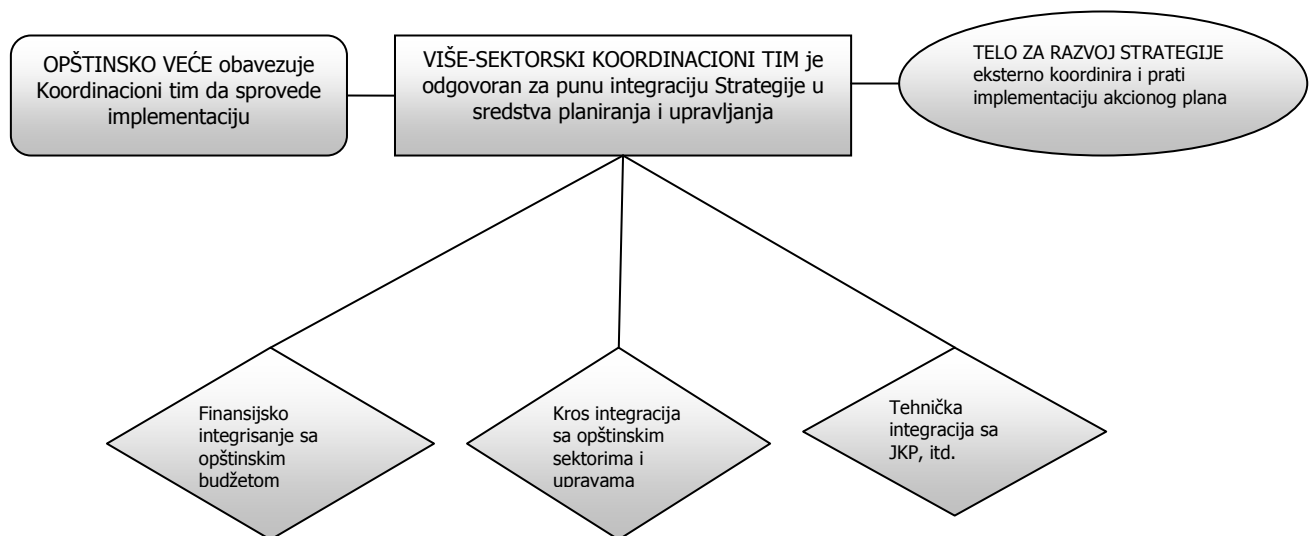 OPŠTINSKO VEĆE obavezuje
Koordinacioni tim da sprovede
implementaciju
VIŠE-SEKTORSKI KOORDINACIONI TIM je
odgovoran za punu integraciju Strategije u
sredstva planiranja i upravljanja
TELO ZA RAZVOJ STRATEGIJE
eksterno koordinira i prati
implementaciju akcionog plana
Finansijsko
integrisanje sa
opštinskim
budžetom
Kros integracija
sa opštinskim
sektorima i
upravama
Tehnička
integracija sa
JKP, itd.